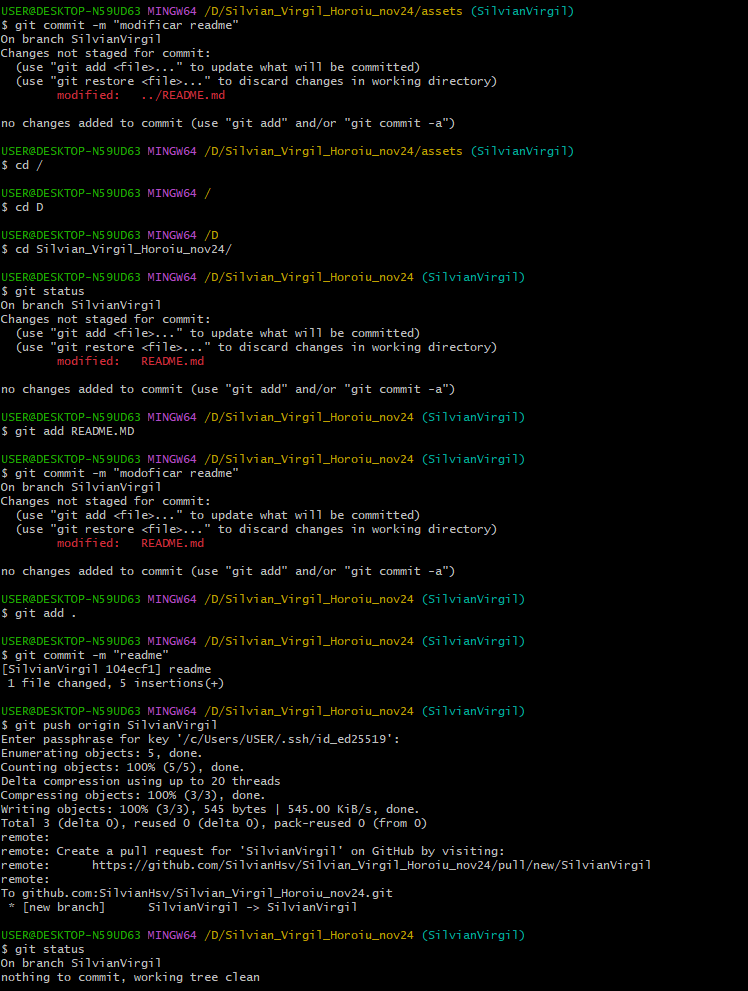 USER@DESKTOP-N59UD63 MINGW64 /D/Silvian_Virgil_Horoiu_nov24/assets (SilvianVirgil)
$ git commit -m "modificar readme"
On branch SilvianVirgil
Changes not staged for commit:
  (use "git add <file>..." to update what will be committed)
  (use "git restore <file>..." to discard changes in working directory)
        modified:   ../README.md

no changes added to commit (use "git add" and/or "git commit -a")

USER@DESKTOP-N59UD63 MINGW64 /D/Silvian_Virgil_Horoiu_nov24/assets (SilvianVirgil)
$ cd /

USER@DESKTOP-N59UD63 MINGW64 /
$ cd D

USER@DESKTOP-N59UD63 MINGW64 /D
$ cd Silvian_Virgil_Horoiu_nov24/

USER@DESKTOP-N59UD63 MINGW64 /D/Silvian_Virgil_Horoiu_nov24 (SilvianVirgil)
$ git status
On branch SilvianVirgil
Changes not staged for commit:
  (use "git add <file>..." to update what will be committed)
  (use "git restore <file>..." to discard changes in working directory)
        modified:   README.md

no changes added to commit (use "git add" and/or "git commit -a")

USER@DESKTOP-N59UD63 MINGW64 /D/Silvian_Virgil_Horoiu_nov24 (SilvianVirgil)
$ git add README.MD

USER@DESKTOP-N59UD63 MINGW64 /D/Silvian_Virgil_Horoiu_nov24 (SilvianVirgil)
$ git commit -m "modoficar readme"
On branch SilvianVirgil
Changes not staged for commit:
  (use "git add <file>..." to update what will be committed)
  (use "git restore <file>..." to discard changes in working directory)
        modified:   README.md

no changes added to commit (use "git add" and/or "git commit -a")

USER@DESKTOP-N59UD63 MINGW64 /D/Silvian_Virgil_Horoiu_nov24 (SilvianVirgil)
$ git add .

USER@DESKTOP-N59UD63 MINGW64 /D/Silvian_Virgil_Horoiu_nov24 (SilvianVirgil)
$ git commit -m "readme"
[SilvianVirgil 104ecf1] readme
 1 file changed, 5 insertions(+)

USER@DESKTOP-N59UD63 MINGW64 /D/Silvian_Virgil_Horoiu_nov24 (SilvianVirgil)
$ git push origin SilvianVirgil
Enter passphrase for key '/c/Users/USER/.ssh/id_ed25519':
Enumerating objects: 5, done.
Counting objects: 100% (5/5), done.
Delta compression using up to 20 threads
Compressing objects: 100% (3/3), done.
Writing objects: 100% (3/3), 545 bytes | 545.00 KiB/s, done.
Total 3 (delta 0), reused 0 (delta 0), pack-reused 0 (from 0)
remote:
remote: Create a pull request for 'SilvianVirgil' on GitHub by visiting:
remote:      https://github.com/SilvianHsv/Silvian_Virgil_Horoiu_nov24/pull/new/SilvianVirgil
remote:
To github.com:SilvianHsv/Silvian_Virgil_Horoiu_nov24.git
 * [new branch]      SilvianVirgil -> SilvianVirgil

USER@DESKTOP-N59UD63 MINGW64 /D/Silvian_Virgil_Horoiu_nov24 (SilvianVirgil)
$ git status
On branch SilvianVirgil
nothing to commit, working tree clean